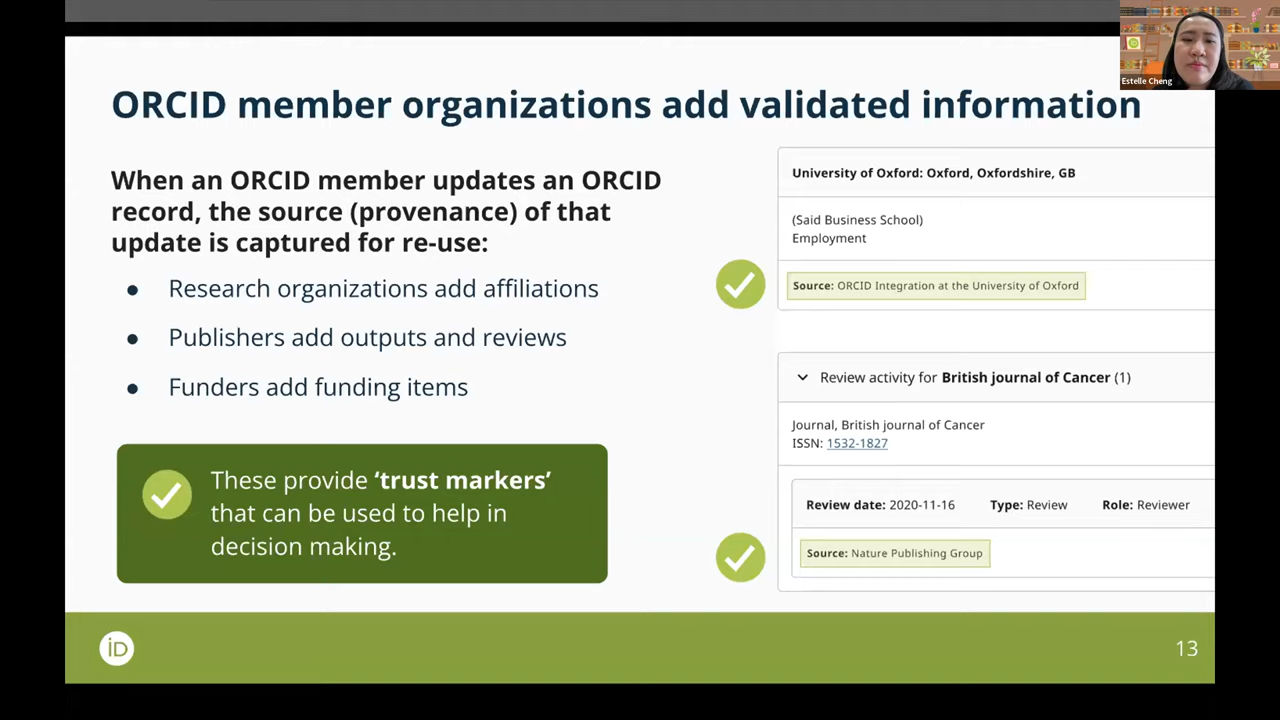 Estelle Cheng
ORCID member organizations add validated information
When an ORCID member updates an ORCID
record, the source (provenance) of that
update is captured for re-use:
● Research organizations add affiliations
● Publishers add outputs and reviews
● Funders add funding items
These provide ‘trust markers’
that can be used to help in
decision making.
University of Oxford: Oxford, Oxfordshire, GB
(Said Business School)
Employment
Source: ORCID Integration at the University of Oxford
Review activity for British journal of Cancer (1)
Journal, British journal of Cancer
ISSN: 1532-1827
Review date: 2020-11-16 Type: Review Role: Reviewer
Source: Nature Publishing Group
iD
13